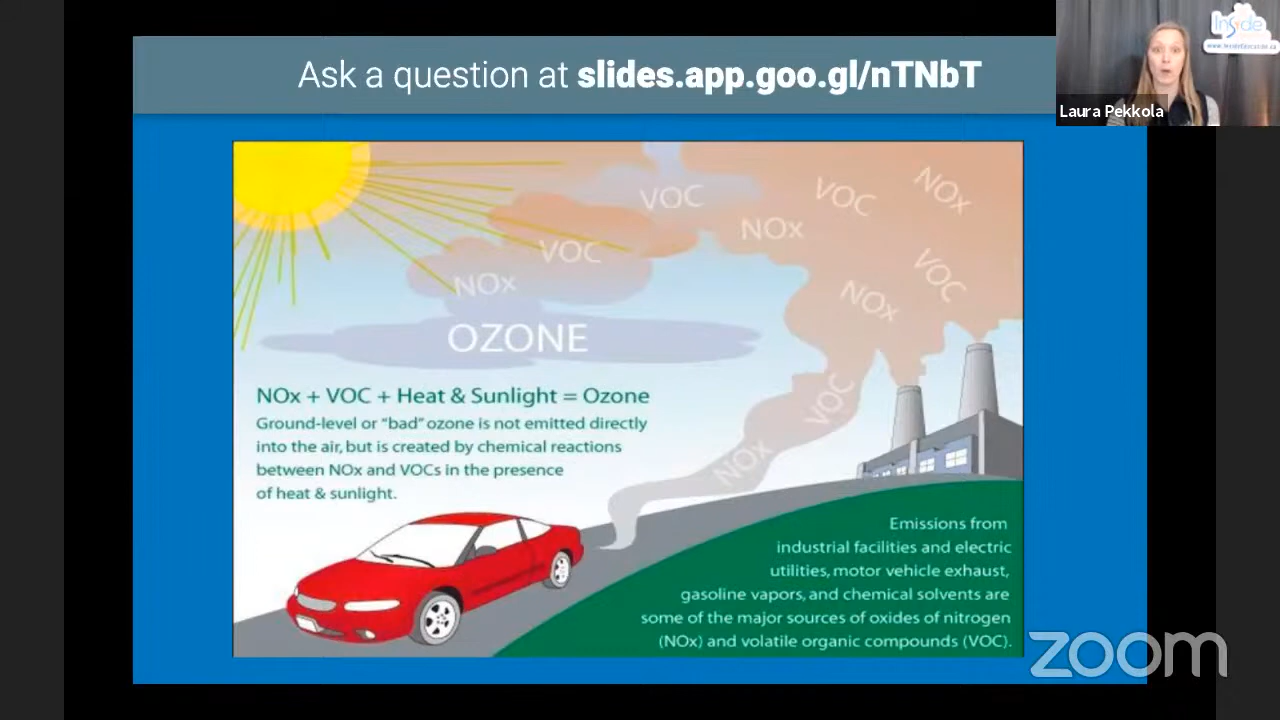 Ask a question at slides.app.goo.gl/nTNbT
Laura Pekkola
VOC
VOC
NOx
NOx
VOC
NOx
VOC
NOx
NOx
VOC
NOx
OZONE
NOx + VOC + Heat & Sunlight = Ozone
Ground-level or "bad" ozone is not emitted directly
into the air, but is created by chemical reactions
between NOx and VOCs in the presence
of heat & sunlight.
Emissions from
industrial facilities and electric
utilities, motor vehicle exhaust,
gasoline vapors, and chemical solvents are
some of the major sources of oxides of nitrogen
(NOx) and volatile organic compounds (VOC).
zoom